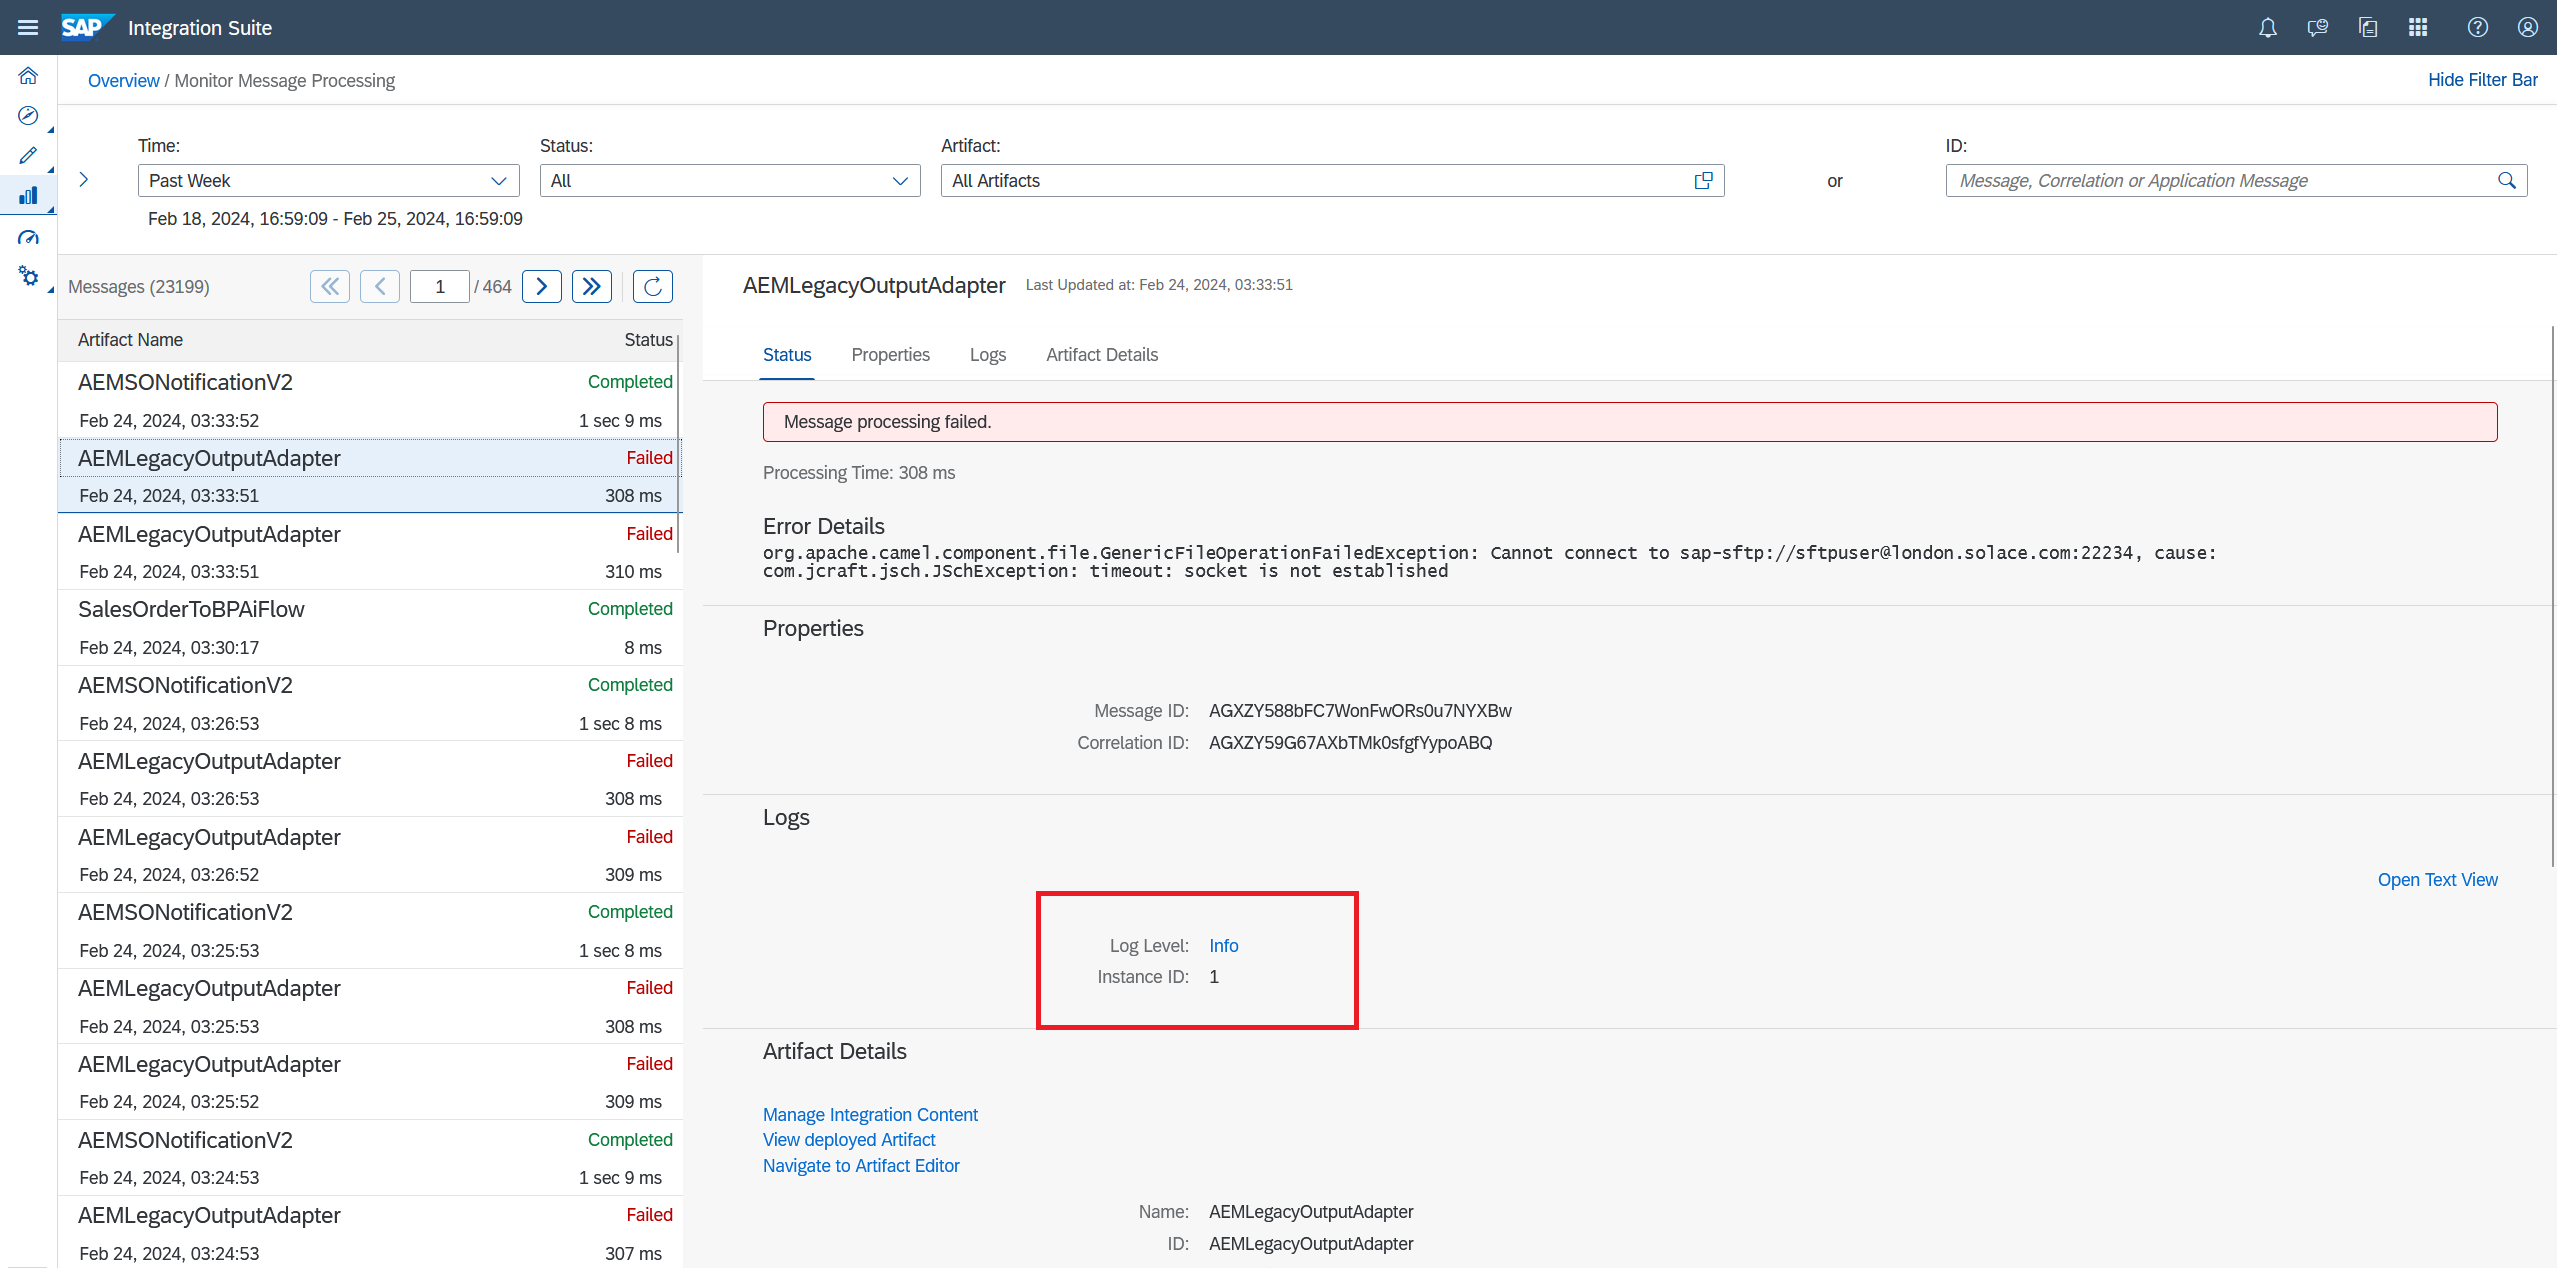 SAP Integration Suite
Overview / Monitor Message Processing
Hide Filter Bar
Time:
Status:
Artifact:
ID:
Past Week
All
All Artifacts
or
Message, Correlation or Application Message
Feb 18, 2024, 16:59:09 - Feb 25, 2024, 16:59:09
Messages (23199)
1 / 464
Artifact Name Status
AEMSONotificationV2 Completed
Feb 24, 2024, 03:33:52 1 sec 9 ms
AEMLegacyOutputAdapter Failed
Feb 24, 2024, 03:33:51 308 ms
AEMLegacyOutputAdapter Failed
Feb 24, 2024, 03:33:51 310 ms
SalesOrderToBPAiFlow Completed
Feb 24, 2024, 03:30:17 8 ms
AEMSONotificationV2 Completed
Feb 24, 2024, 03:26:53 1 sec 8 ms
AEMLegacyOutputAdapter Failed
Feb 24, 2024, 03:26:53 308 ms
AEMLegacyOutputAdapter Failed
Feb 24, 2024, 03:26:52 309 ms
AEMSONotificationV2 Completed
Feb 24, 2024, 03:25:53 1 sec 8 ms
AEMLegacyOutputAdapter Failed
Feb 24, 2024, 03:25:53 308 ms
AEMLegacyOutputAdapter Failed
Feb 24, 2024, 03:25:52 309 ms
AEMSONotificationV2 Completed
Feb 24, 2024, 03:24:53 1 sec 9 ms
AEMLegacyOutputAdapter Failed
Feb 24, 2024, 03:24:53 307 ms
AEMLegacyOutputAdapter Last Updated at: Feb 24, 2024, 03:33:51
Status Properties Logs Artifact Details
Message processing failed.
Processing Time: 308 ms
Error Details
org.apache.camel.component.file.GenericFileOperationFailedException: Cannot connect to sap-sftp://sftpuser@london.solace.com:22234, cause:
com.jcraft.jsch.JSchException: timeout: socket is not established
Properties
Message ID: AGXZY588bFC7WonFwORs0u7NYXBw
Correlation ID: AGXZY59G67AXbTMk0sfgfYypoABQ
Logs
Open Text View
Log Level: Info
Instance ID: 1
Artifact Details
Manage Integration Content
View deployed Artifact
Navigate to Artifact Editor
Name: AEMLegacyOutputAdapter
ID: AEMLegacyOutputAdapter